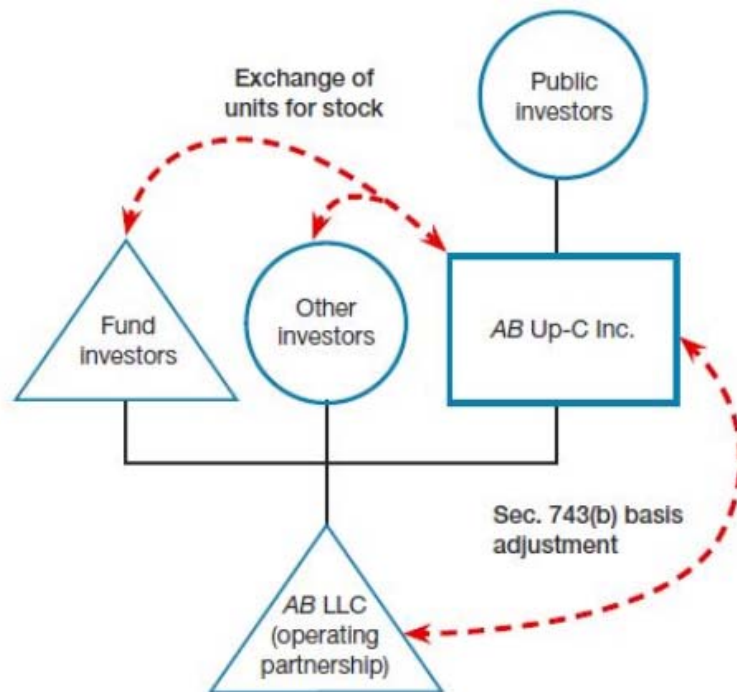 Exchange of
units for stock
Public
investors
Fund
investors
Other
investors
AB Up-C Inc.
Sec. 743(b) basis
adjustment
AB LLC
(operating
partnership)